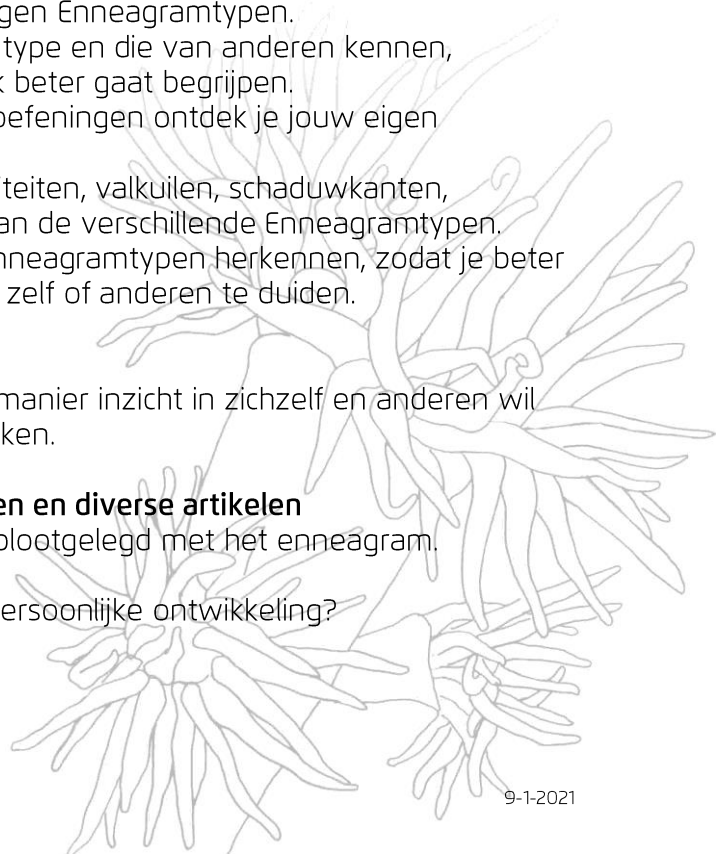 gen Enneagramtypen.
type en die van anderen kennen,
k beter gaat begrijpen.
oefeningen ontdek je jouw eigen
iteiten, valkuilen, schaduwkanten,
an de verschillende Enneagramtypen.
nneagramtypen herkennen, zodat je beter
zelf of anderen te duiden.
manier inzicht in zichzelf en anderen wil
ken.
en en diverse artikelen
blootgelegd met het enneagram.
ersoonlijke ontwikkeling?
9-1-2021